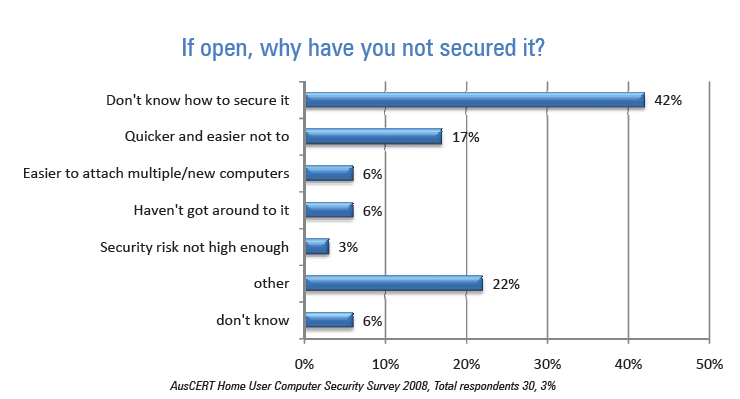 If open, why have you not secured it?
Don't know how to secure it 42%
Quicker and easier not to 17%
Easier to attach multiple/new computers 6%
Haven't got around to it 6%
Security risk not high enough 3%
other 22%
don't know 6%
0% 10% 20% 30% 40% 50%
AusCERT Home User Computer Security Survey 2008, Total respondents 30, 3%